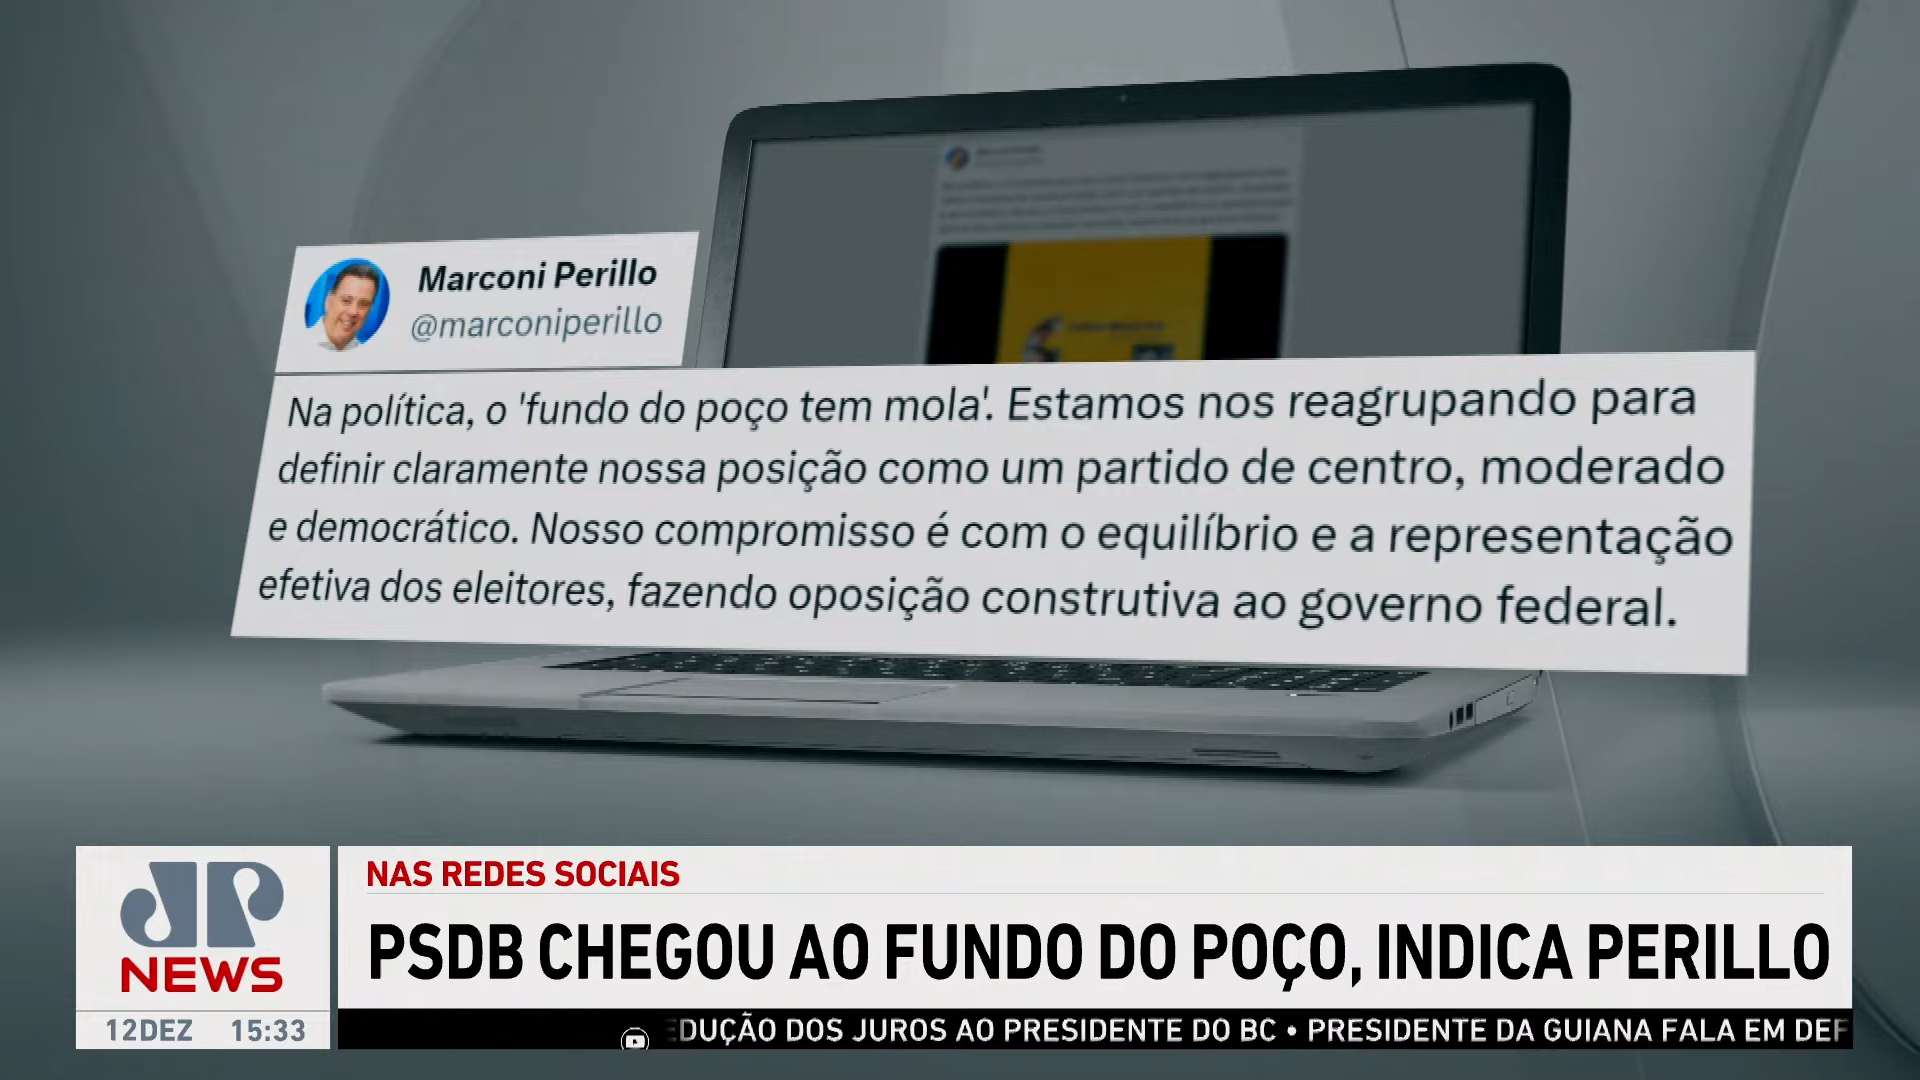 Marconi Perillo
@marconiperillo
Na política, o 'fundo do poço tem mola'. Estamos nos reagrupando para
definir claramente nossa posição como um partido de centro, moderado
e democrático. Nosso compromisso é com o equilíbrio e a representação
efetiva dos eleitores, fazendo oposição construtiva ao governo federal.
JP
NEWS
NAS REDES SOCIAIS
PSDB CHEGOU AO FUNDO DO POÇO, INDICA PERILLO
12DEZ 15:33
EDUÇÃO DOS JUROS AO PRESIDENTE DO BC • PRESIDENTE DA GUIANA FALA EM DEF